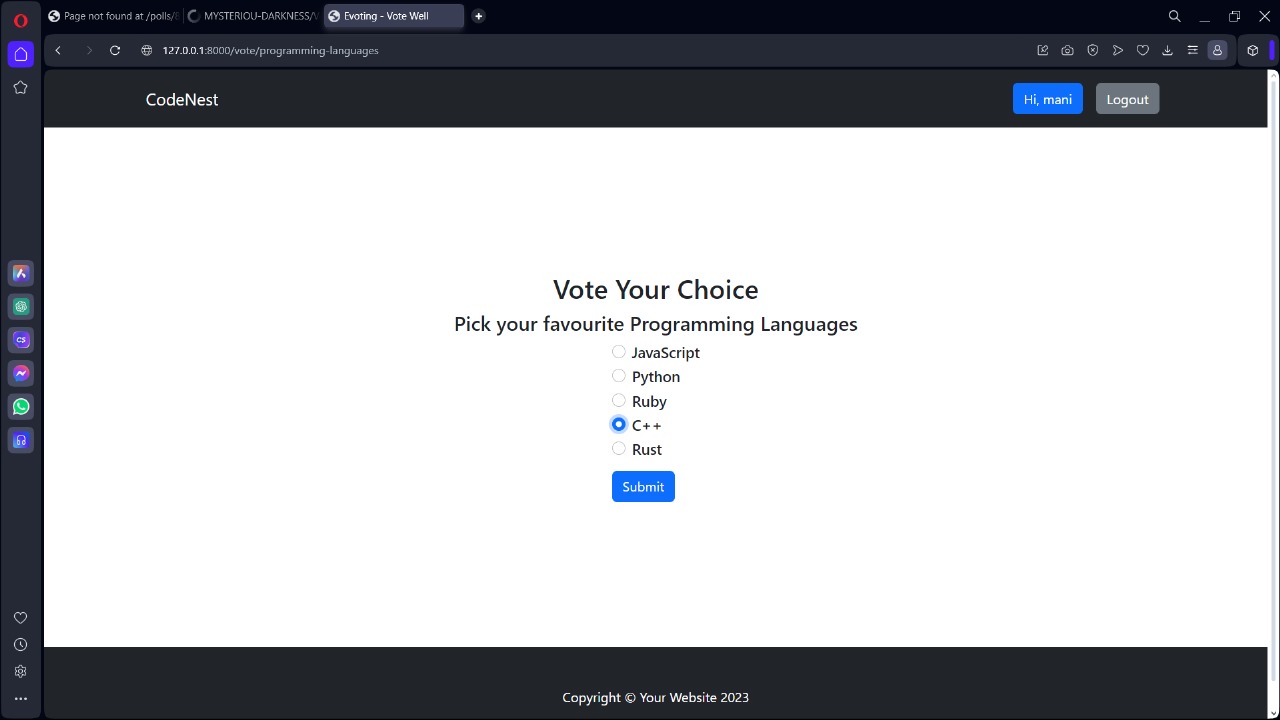 Page not found at /polls/8
MYSTERIOU-DARKNESS/V
Evoting - Vote Well
127.0.0.1:8000/vote/programming-languages
CodeNest
Hi, mani
Logout
Vote Your Choice
Pick your favourite Programming Languages
JavaScript
Python
Ruby
C++
Rust
Submit
CS
Copyright © Your Website 2023